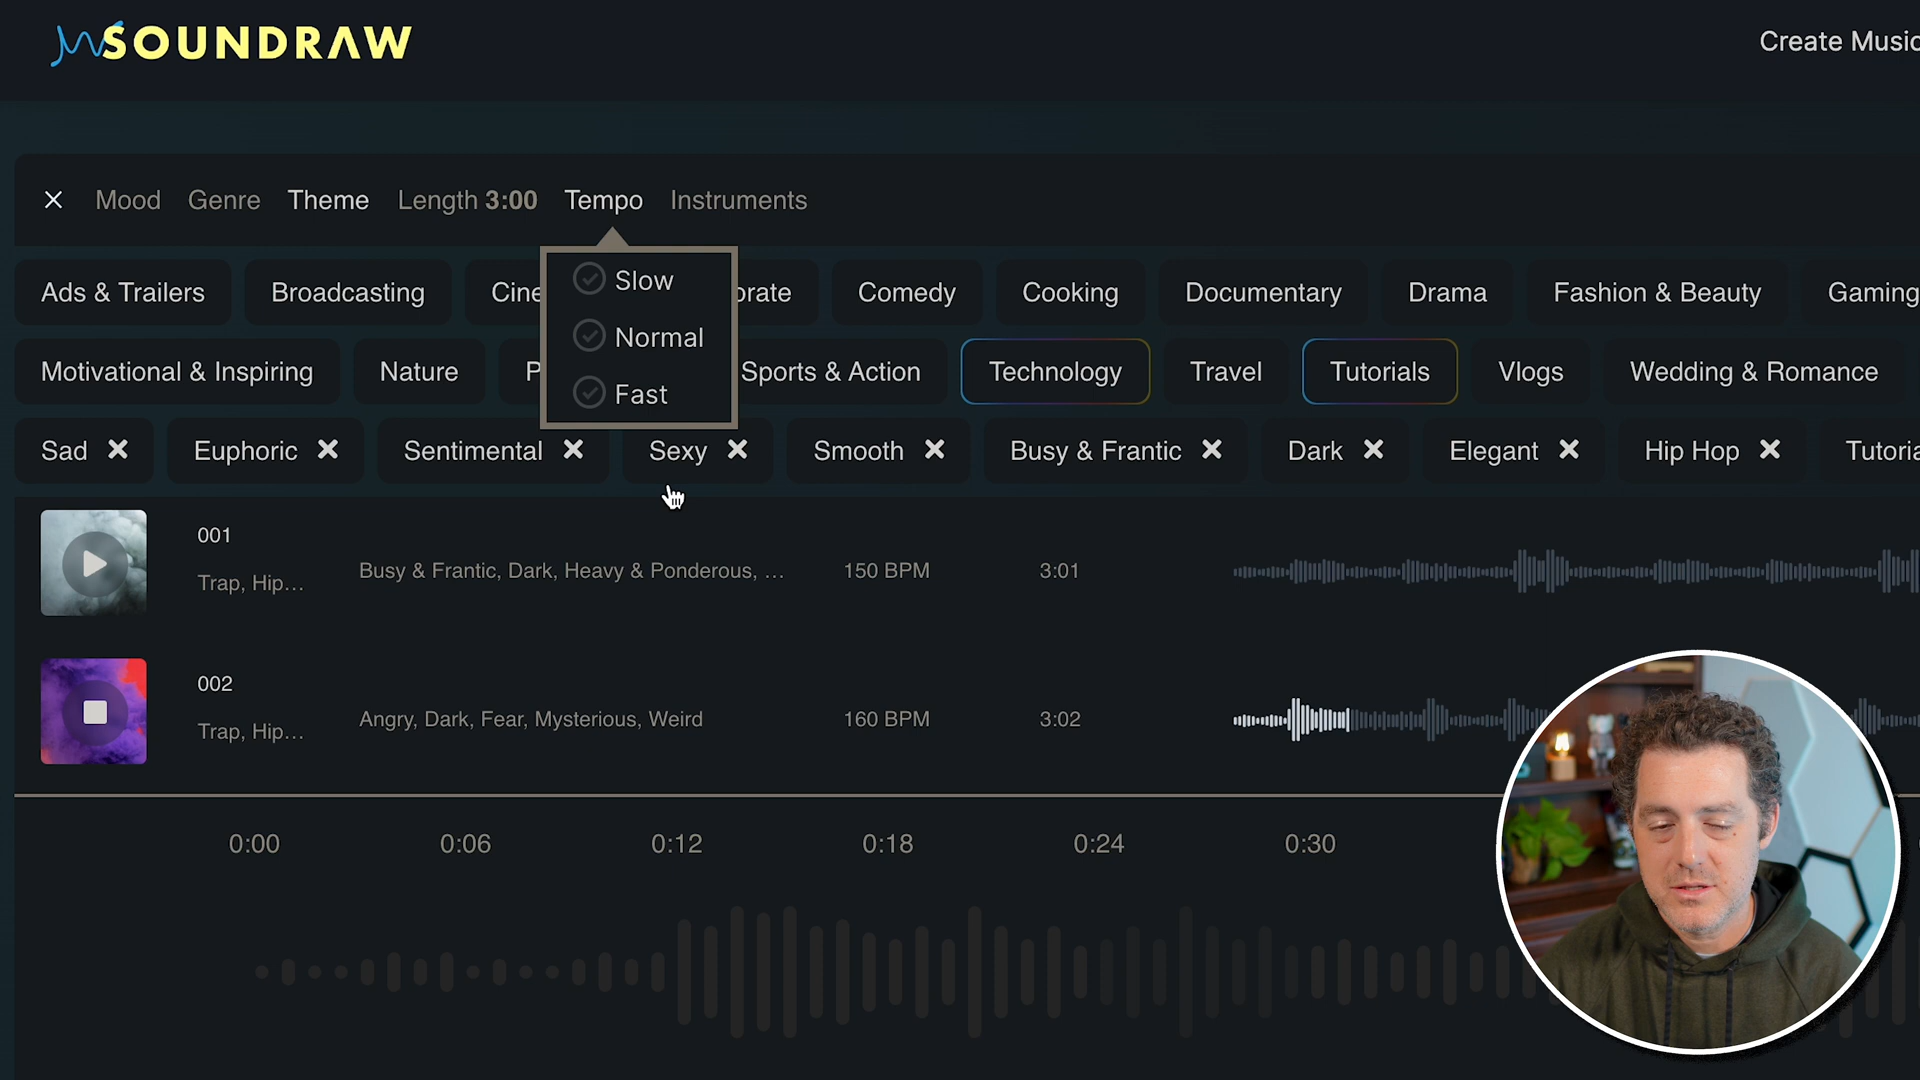 SOUNDRAW
Create Music
Mood Genre Theme Length 3:00 Tempo Instruments
Slow
Normal
Fast
Ads & Trailers Broadcasting Cine orate Comedy Cooking Documentary Drama Fashion & Beauty Gaming
Motivational & Inspiring Nature P Sports & Action Technology Travel Tutorials Vlogs Wedding & Romance
Sad Euphoric Sentimental Sexy Smooth Busy & Frantic Dark Elegant Hip Hop Tutoria
001
Trap, Hip...
Busy & Frantic, Dark, Heavy & Ponderous, ...
150 BPM
3:01
002
Trap, Hip...
Angry, Dark, Fear, Mysterious, Weird
160 BPM
3:02
0:00 0:06 0:12 0:18 0:24 0:30